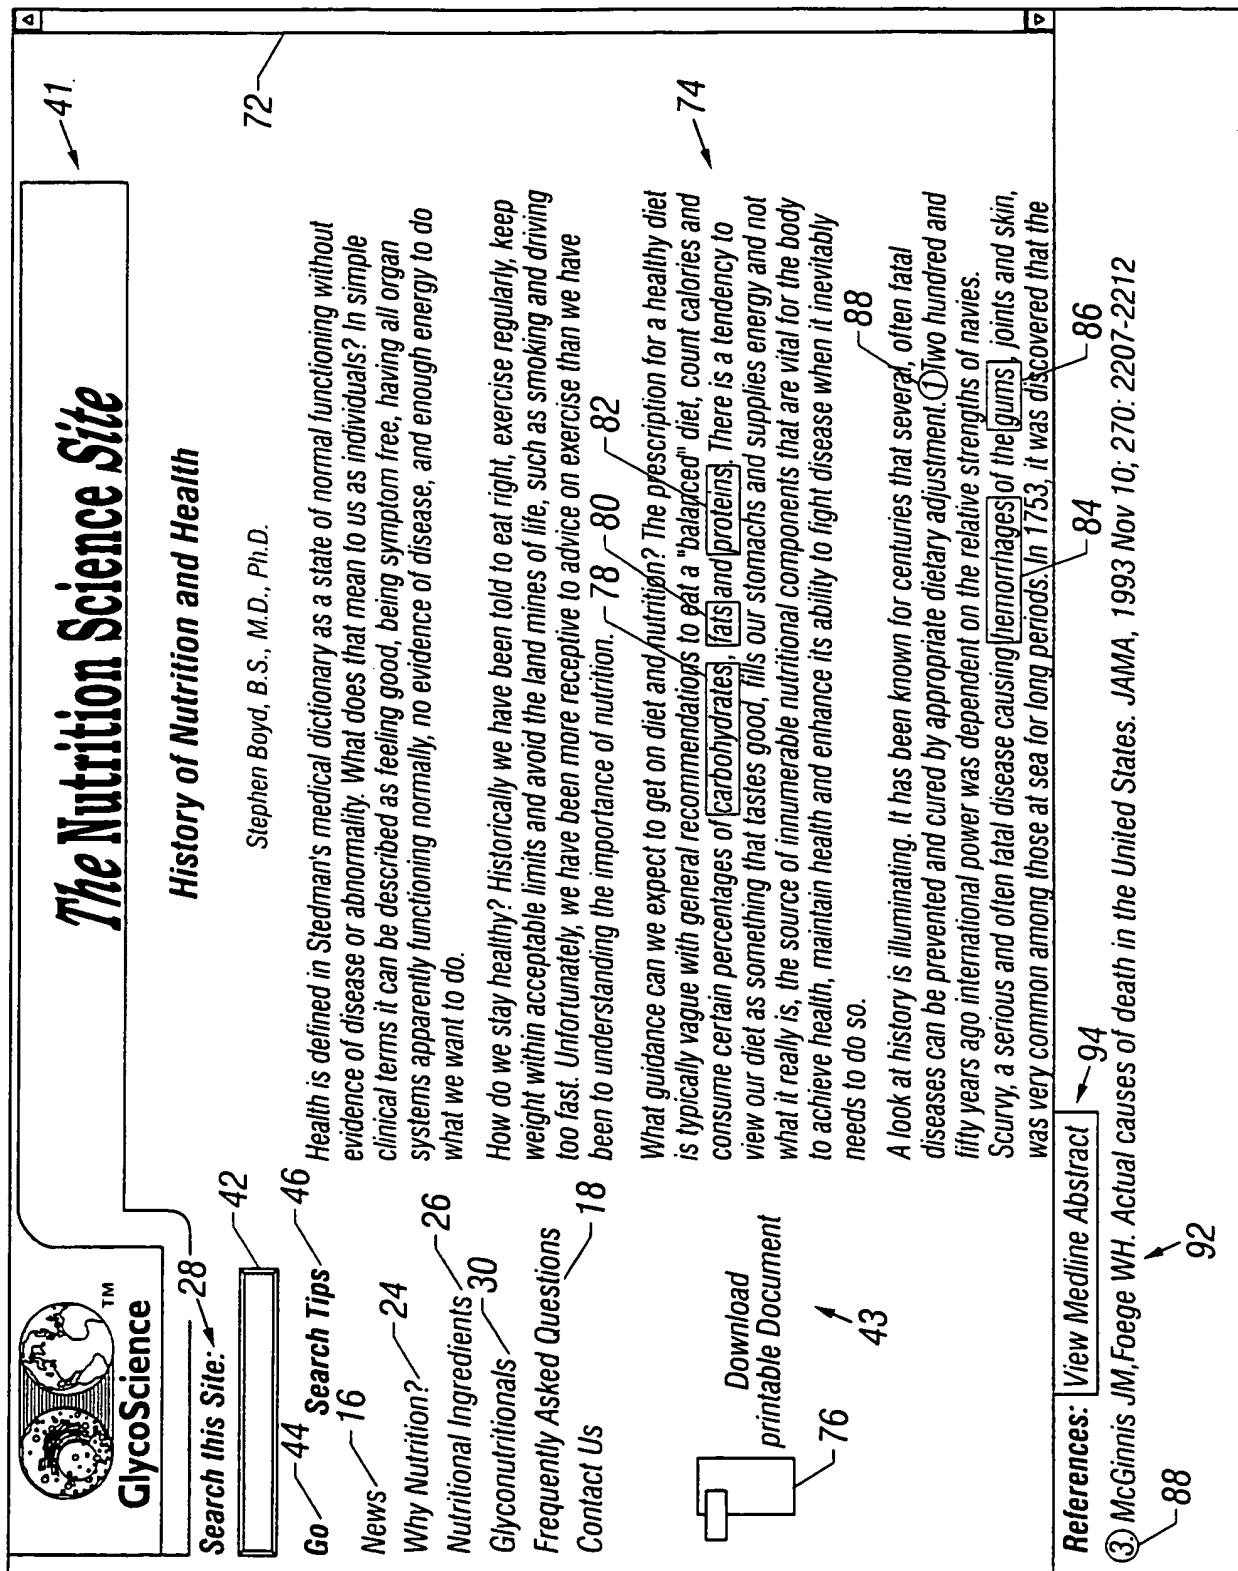 The Nutrition Science Site
41
GlycoScience
TM
Search this Site:
28
42
44
Go
Search Tips
46
16
News
Why Nutrition?
24
Nutritional Ingredients
26
Glyconutritionals
30
Frequently Asked Questions
18
Contact Us
Download
printable Document
76
43
History of Nutrition and Health
Stephen Boyd, B.S., M.D., Ph.D.
72
Health is defined in Stedman's medical dictionary as a state of normal functioning without
evidence of disease or abnormality. What does that mean to us as individuals? In simple
clinical terms it can be described as feeling good, being symptom free, having all organ
systems apparently functioning normally, no evidence of disease, and enough energy to do
what we want to do.
How do we stay healthy? Historically we have been told to eat right, exercise regularly, keep
weight within acceptable limits and avoid the land mines of life, such as smoking and driving
too fast. Unfortunately, we have been more receptive to advice on exercise than we have
been to understanding the importance of nutrition.
78
80
82
74
What guidance can we expect to get on diet and nutrition? The prescription for a healthy diet
is typically vague with general recommendations to eat a "balanced" diet, count calories and
consume certain percentages of carbohydrates, fats and proteins. There is a tendency to
view our diet as something that tastes good, fills our stomachs and supplies energy and not
what it really is, the source of innumerable nutritional components that are vital for the body
to achieve health, maintain health and enhance its ability to fight disease when it inevitably
needs to do so.
88
A look at history is illuminating. It has been known for centuries that several, often fatal
diseases can be prevented and cured by appropriate dietary adjustment. 1 Two hundred and
fifty years ago international power was dependent on the relative strengths of navies.
Scurvy, a serious and often fatal disease causing hemorrhages of the gums, joints and skin,
was very common among those at sea for long periods. In 1753, it was discovered that the
84
86
References:
View Medline Abstract
94
3. McGinnis JM, Foege WH. Actual causes of death in the United States. JAMA, 1993 Nov 10; 270: 2207-2212
88
92